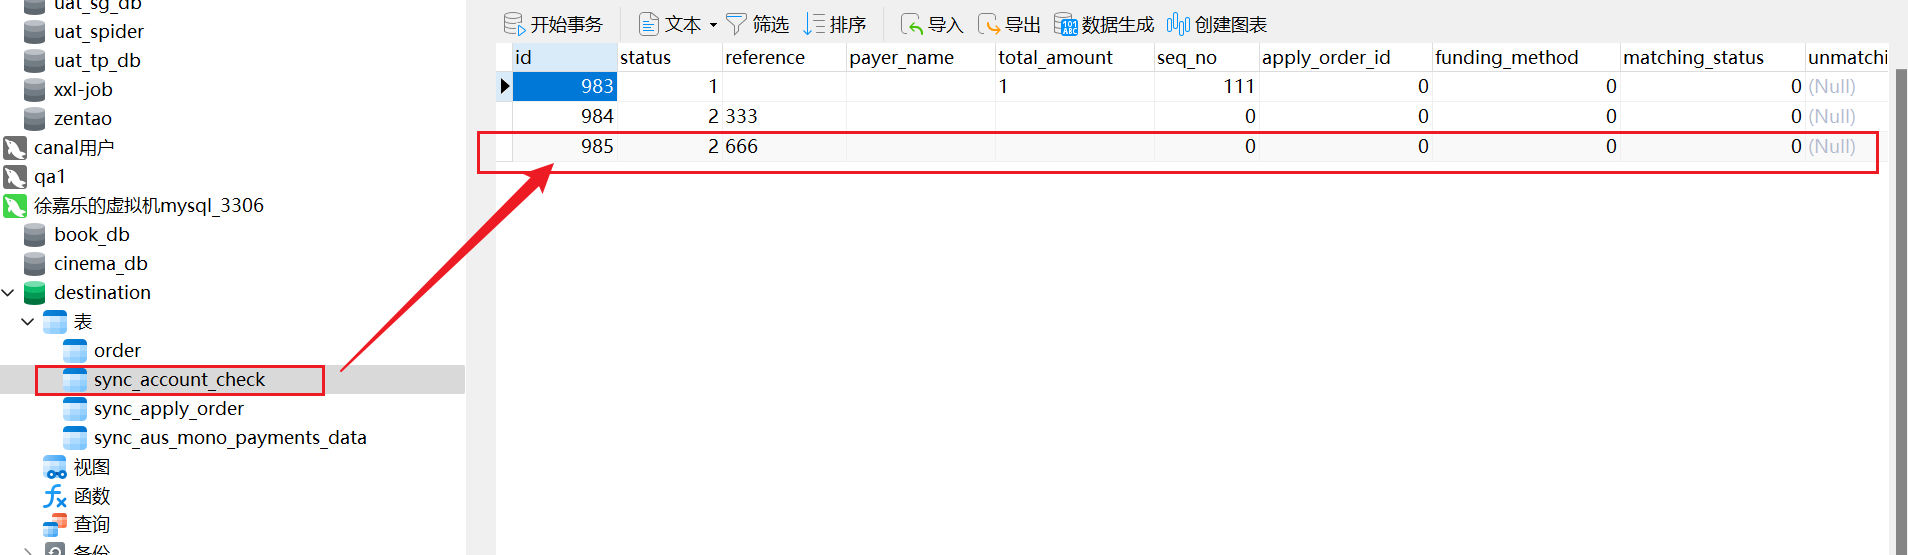 uat_sg_db
uat_spider
uat_tp_db
xxl-job
zentao
canal用户
qa1
徐嘉乐的虚拟机mysql_3306
book_db
cinema_db
destination
表
order
sync_account_check
sync_apply_order
sync_aus_mono_payments_data
视图
函数
查询
备份
开始事务 文本 筛选 排序 导入 导出 数据生成 创建图表
id status reference payer_name total_amount seq_no apply_order_id funding_method matching_status unmatchi
983 1 1 111 0 0 0 (Null)
984 2 333 0 0 0 0 (Null)
985 2 666 0 0 0 0 (Null)